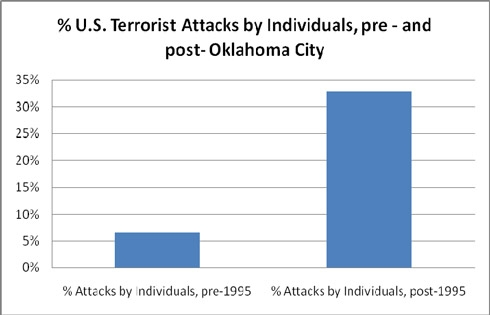 % U.S. Terrorist Attacks by Individuals, pre - and
post- Oklahoma City
35%
30%
25%
20%
15%
10%
5%
0%
% Attacks by Individuals, pre-1995 % Attacks by Individuals, post-1995